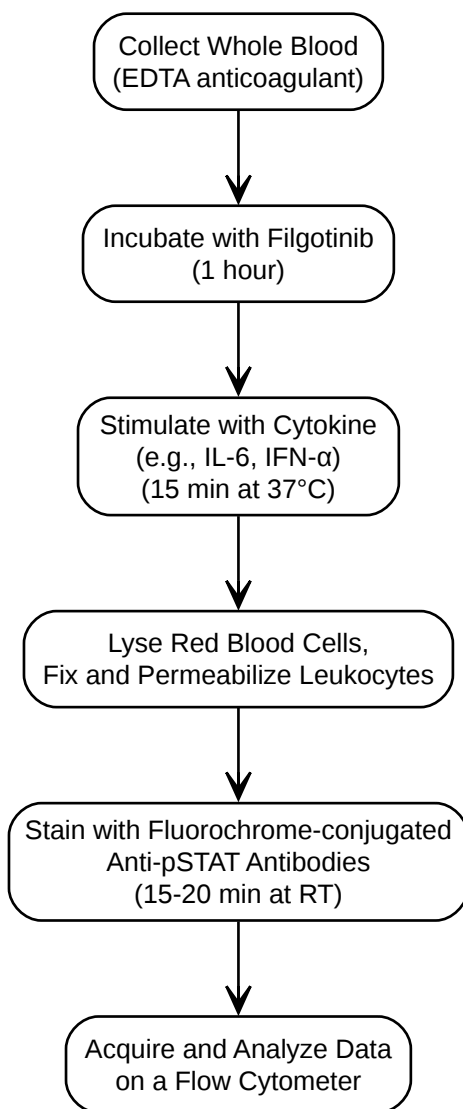 Collect Whole Blood
(EDTA anticoagulant)
Incubate with Filgotinib
(1 hour)
Stimulate with Cytokine
(e.g., IL-6, IFN-α)
(15 min at 37°C)
Lyse Red Blood Cells,
Fix and Permeabilize Leukocytes
Stain with Fluorochrome-conjugated
Anti-pSTAT Antibodies
(15-20 min at RT)
Acquire and Analyze Data
on a Flow Cytometer